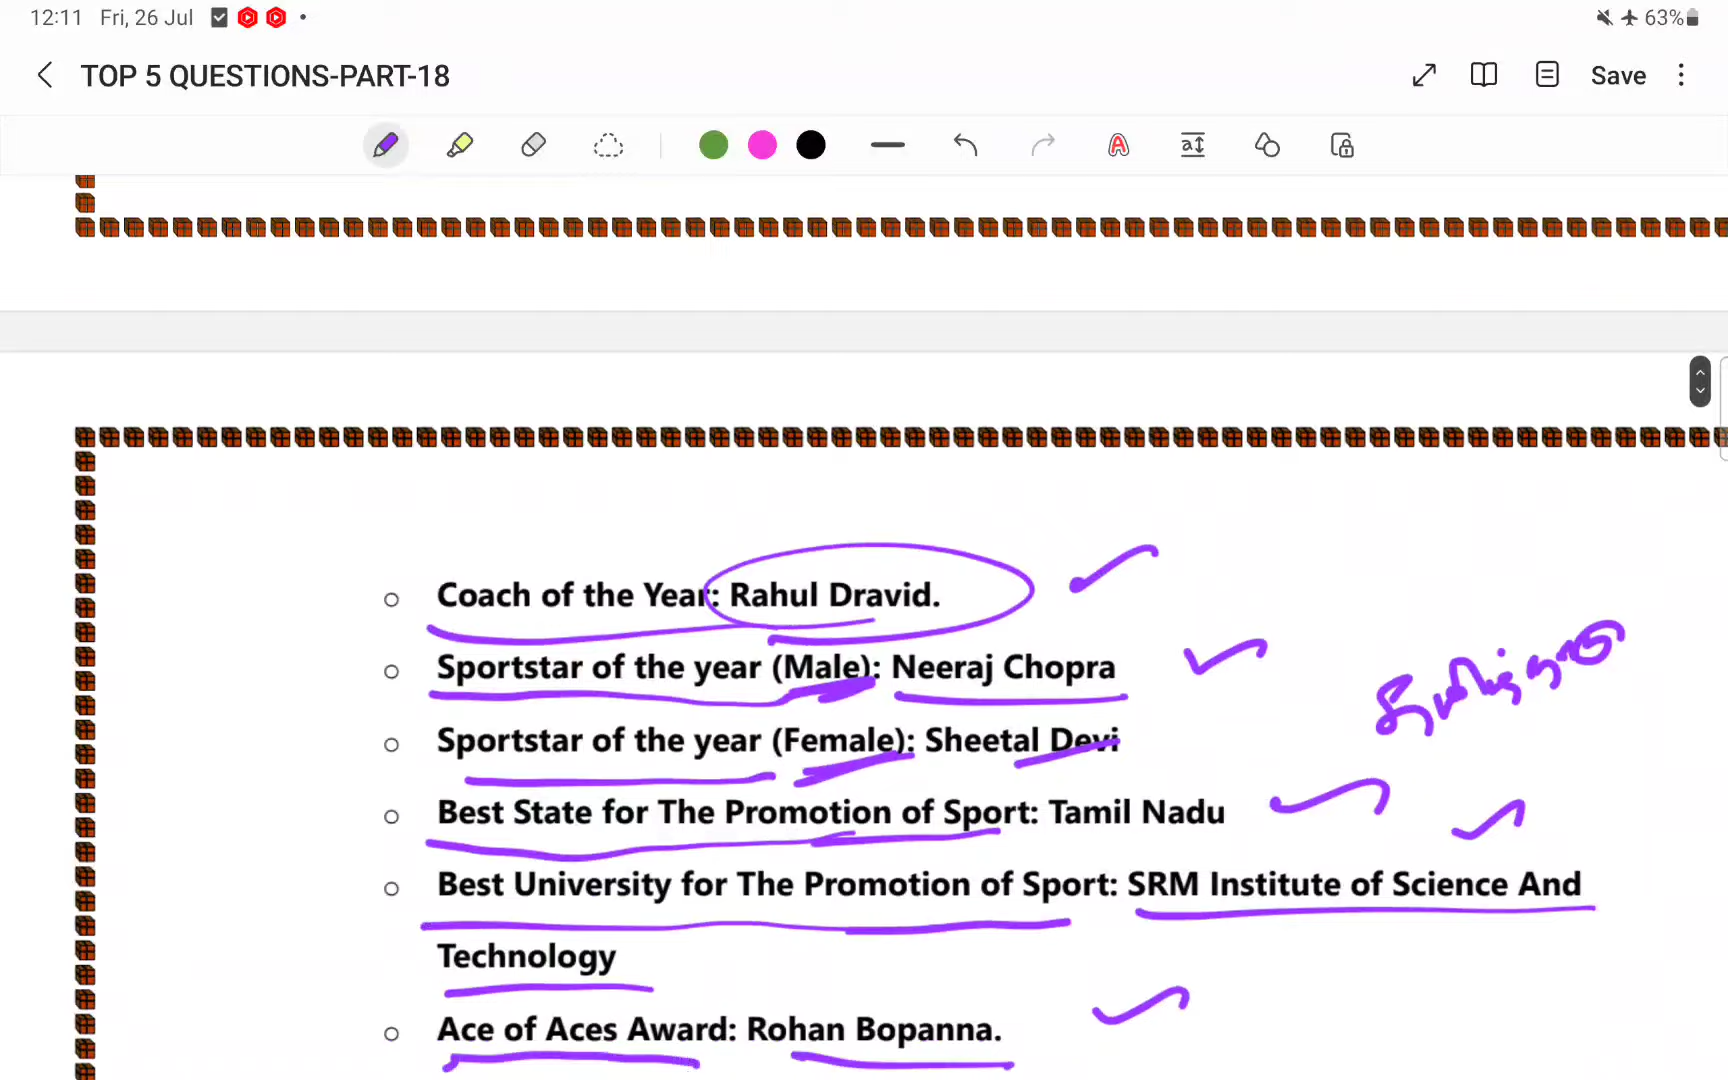 12:11 Fri, 26 Jul 63%
TOP 5 QUESTIONS-PART-18 Save
Coach of the Year: Rahul Dravid.
Sportstar of the year (Male): Neeraj Chopra
Sportstar of the year (Female): Sheetal Devi
Best State for The Promotion of Sport: Tamil Nadu
Best University for The Promotion of Sport: SRM Institute of Science And
Technology
Ace of Aces Award: Rohan Bopanna.